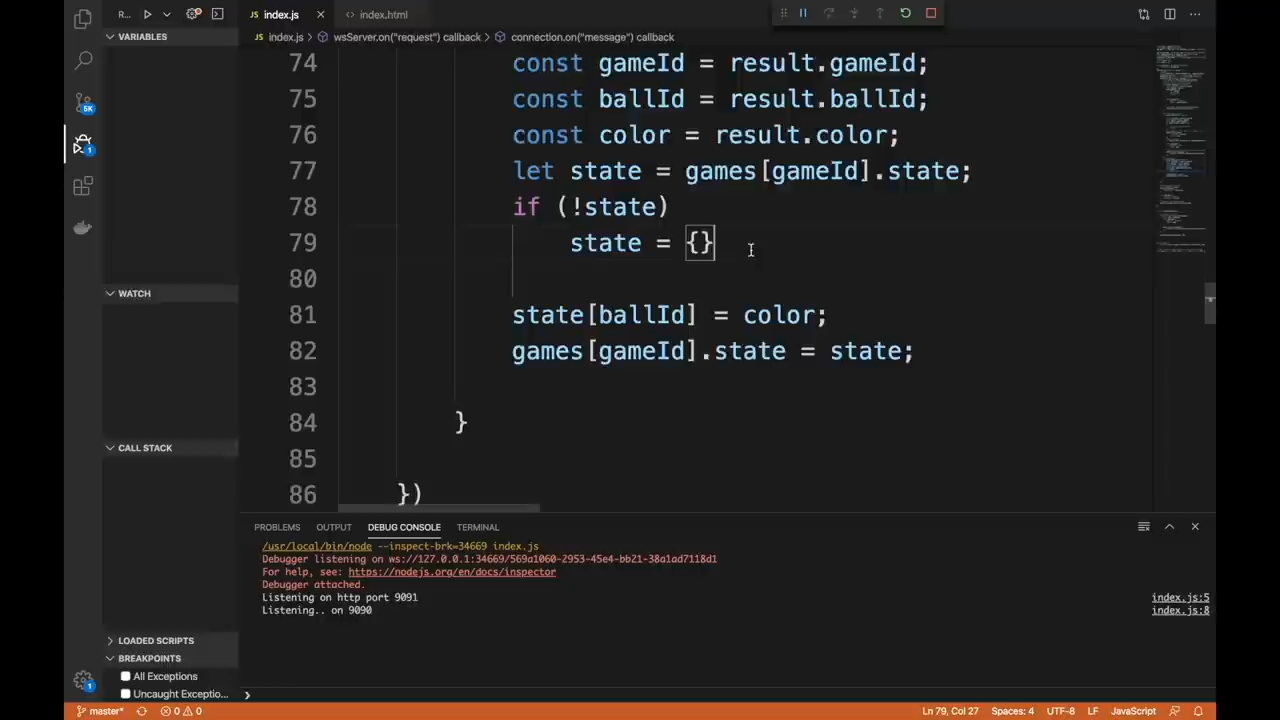 R...
index.js
index.html
index.js > wsServer.on("request") callback > connection.on("message") callback
VARIABLES
WATCH
CALL STACK
LOADED SCRIPTS
BREAKPOINTS
All Exceptions
Uncaught Exceptio...
5K
1
1
74 const gameId = result.gameId;
75 const ballId = result.ballId;
76 const color = result.color;
77 let state = games[gameId].state;
78 if (!state)
79 state = {}
80
81 state[ballId] = color;
82 games[gameId].state = state;
83
84 }
85
86 })
PROBLEMS OUTPUT DEBUG CONSOLE TERMINAL
/usr/local/bin/node --inspect-brk=34669 index.js
Debugger listening on ws://127.0.0.1:34669/569a1060-2953-45e4-bb21-38a1ad7118d1
For help, see: https://nodejs.org/en/docs/inspector
Debugger attached.
Listening on http port 9091 index.js:5
Listening.. on 9090 index.js:8
master* 0 0 Ln 79, Col 27 Spaces: 4 UTF-8 LF JavaScript